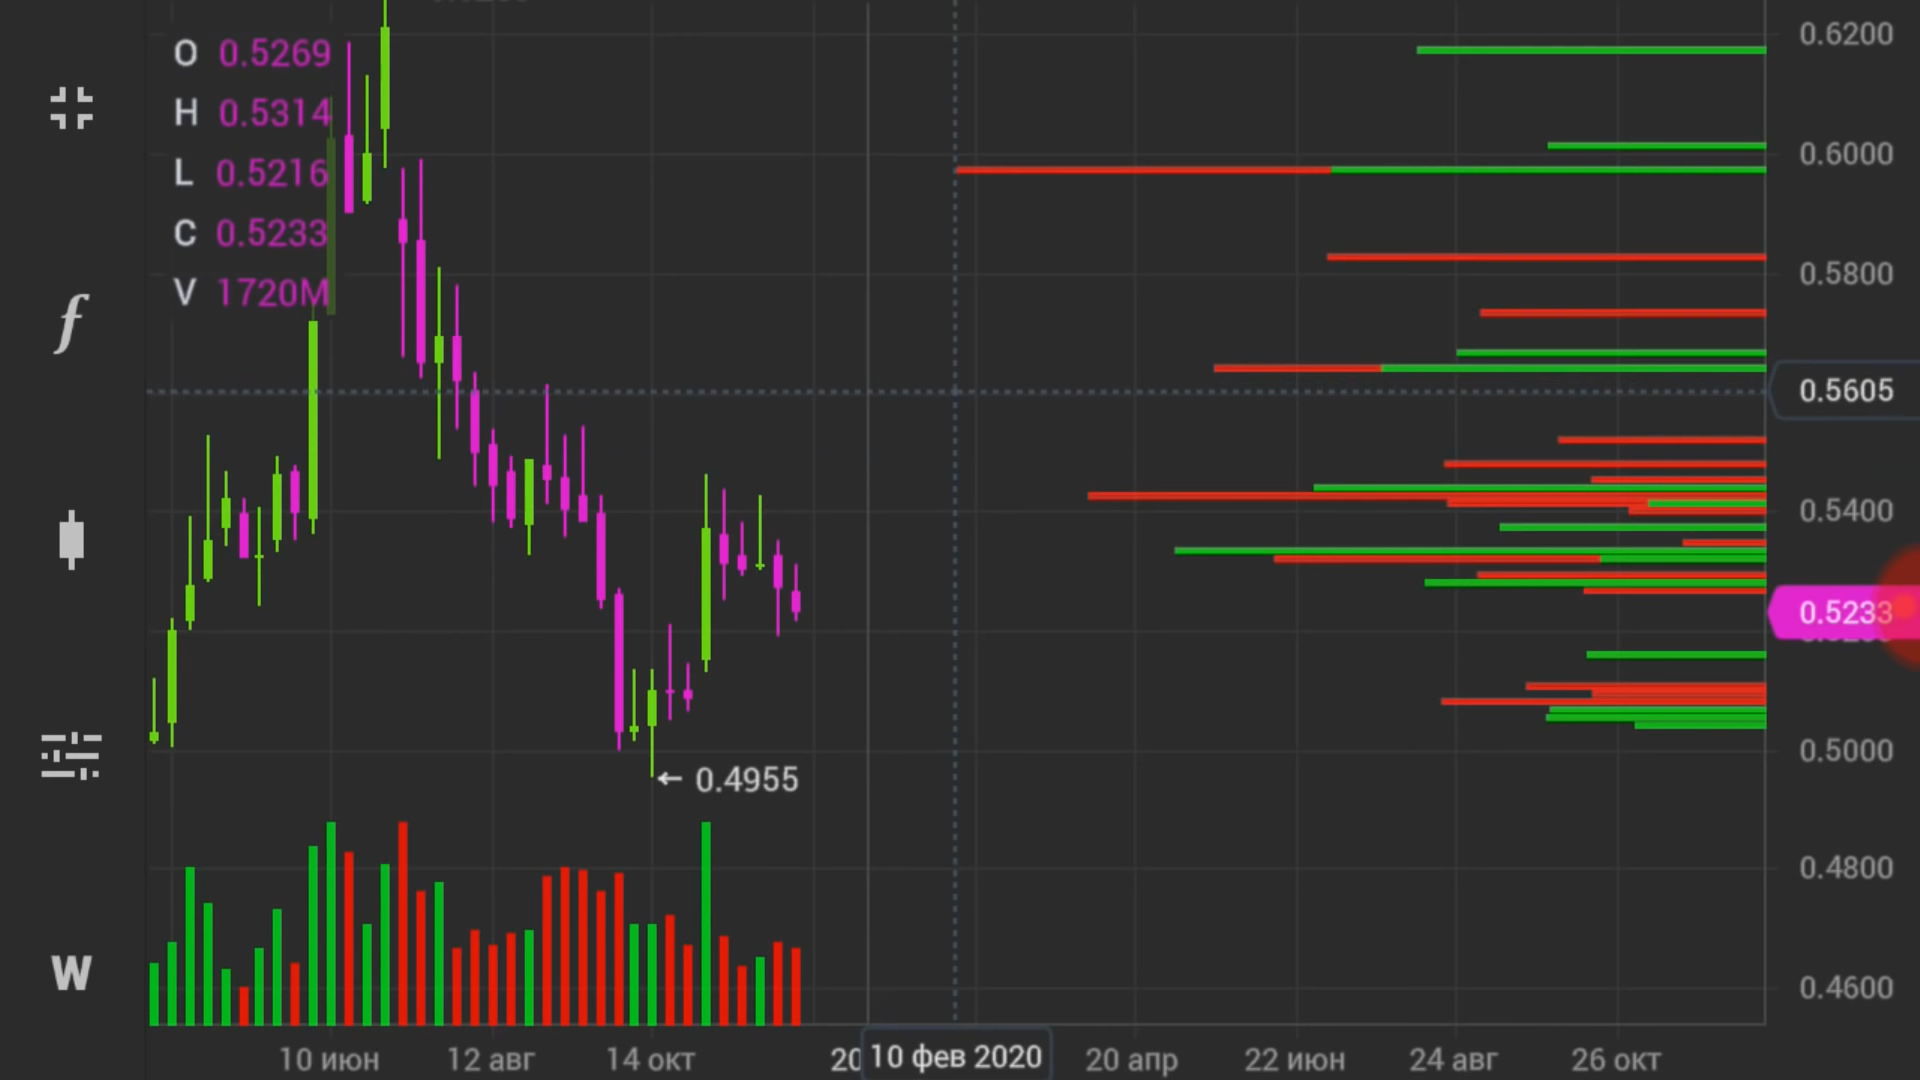 O 0.5269
H 0.5314
L 0.5216
C 0.5233
V 1720M
0.6200
0.6000
0.5800
0.5605
0.5400
0.5233
0.5000
0.4800
0.4600
← 0.4955
f
W
10 июн 12 авг 14 окт 20 10 фев 2020 20 апр 22 июн 24 авг 26 окт